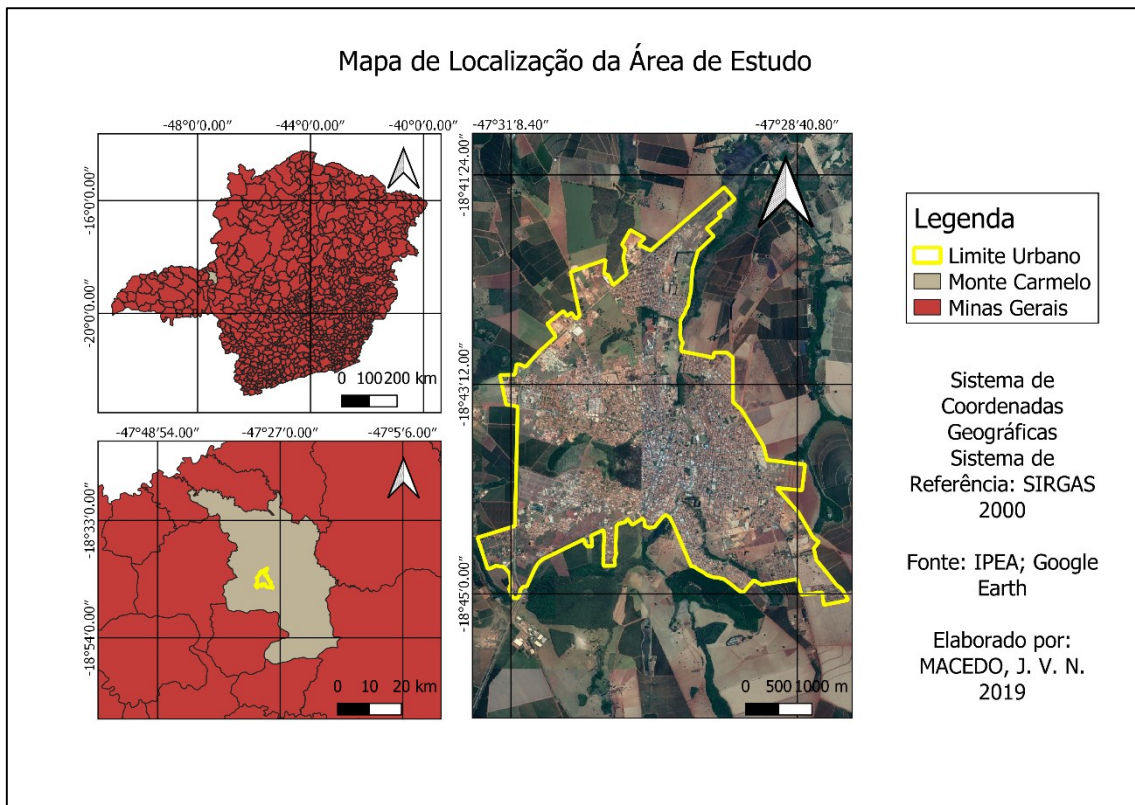 Mapa de Localização da Área de Estudo
-48°0′0.00″
-44°0′0.00″
-40°0′0.00″
-16°0′0.00″
-20°0′0.00″
0 100 200 km
-47°48′54.00″
-47°27′0.00″
-47°5′6.00″
-18°33′0.00″
-18°54′0.00″
0 10 20 km
-47°31′8.40″
-47°28′40.80″
-18°41′24.00″
-18°43′12.00″
-18°45′0.00″
0 500 1000 m
Legenda
Limite Urbano
Monte Carmelo
Minas Gerais
Sistema de
Coordenadas
Geográficas
Sistema de
Referência: SIRGAS
2000
Fonte: IPEA; Google
Earth
Elaborado por:
MACEDO, J. V. N.
2019